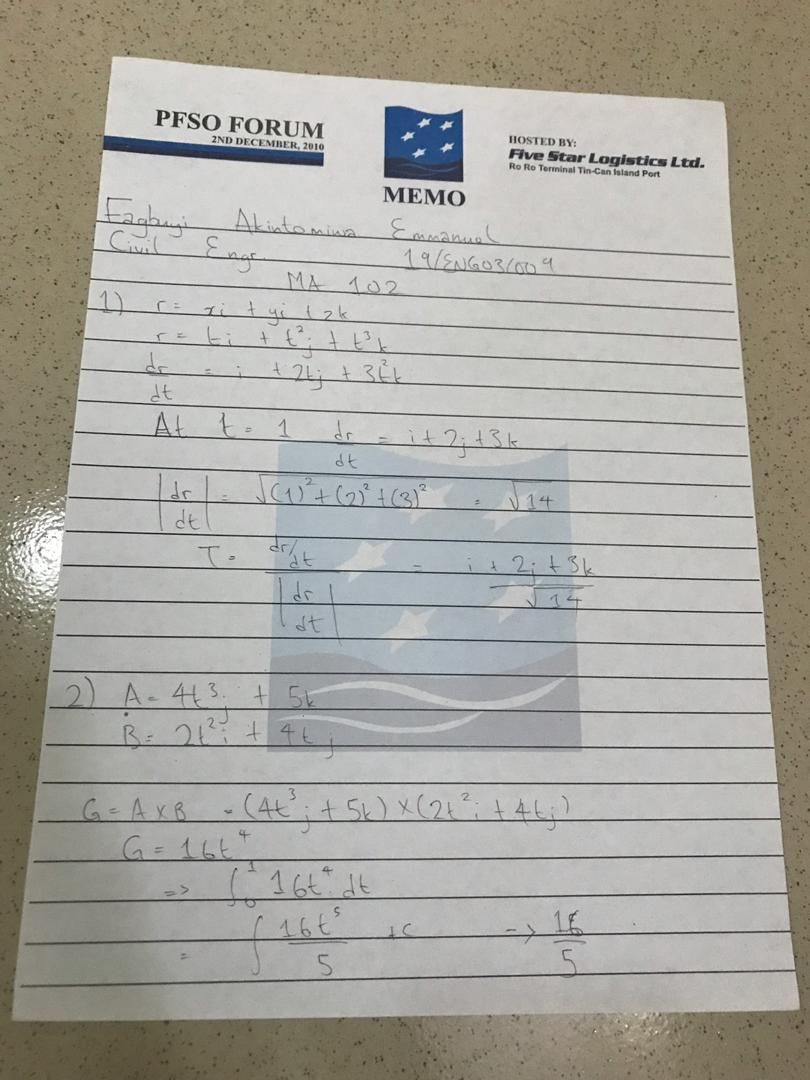 PFSO FORUM
2ND DECEMBER, 2010
MEMO
HOSTED BY:
Five Star Logistics Ltd.
Ro Ro Terminal Tin-Can Island Port
Fagbuyi Akintomiwa Emmanuel
Civil Engr. 19/ENG03/009
MA 102
1) r = xi + yj + zk
r = ti + t²j + t³k
dr/dt = i + 2tj + 3t²k
At t = 1 dr/dt = i + 2j + 3k
|dr/dt| = √(1)² + (2)² + (3)² = √14
T = dr/dt / |dr/dt| = i + 2j + 3k / √14
2) A = 4t³j + 5k
B = 2t²i + 4tj
G = A × B = (4t³j + 5k) × (2t²i + 4tj)
G = 16t⁴
=> ∫₀¹ 16t⁴ dt
= ∫ 16t⁵/5 + c -> 16/5